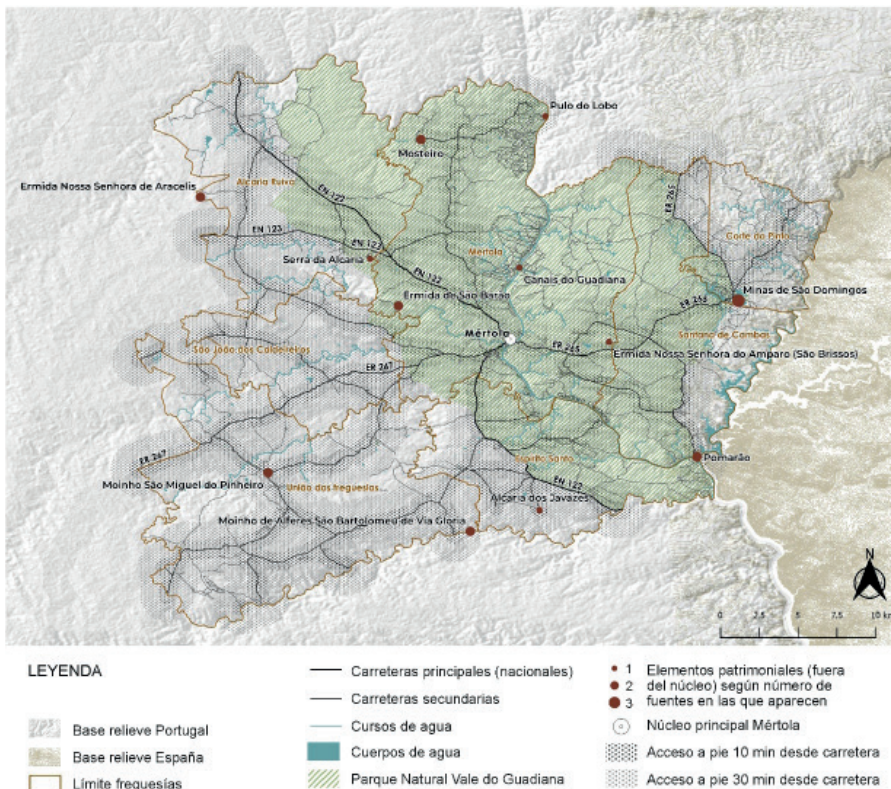 Pulo do Lobo
Mosteiro
Ermida Nossa Senhora de Aracelis
Alcaria Ruiva
EN 122
ER 265
Corte do Pinto
EN 123
EN 123
Mértola
Serra da Alcaria
Canais do Guadiana
EN 122
Minas de São Domingos
Ermida de São Barão
ER 265
Mértola
Santana de Cambas
São João dos Caldeireiros
ER 265
Ermida Nossa Senhora do Amparo (São Brissos)
ER 267
ER 267
Espírito Santo
Pomarão
Moinho São Miguel do Pinheiro
União das freguesias...
Alcaria dos Javazes
EN 122
Moinho de Alferes São Bartolomeu de Via Gloria
N
0 2,5 5 7,5 10 km
LEYENDA
Base relieve Portugal
Base relieve España
Límite freguesías
Carreteras principales (nacionales)
Carreteras secundarias
Cursos de agua
Cuerpos de agua
Parque Natural Vale do Guadiana
1 Elementos patrimoniales (fuera
2 del núcleo) según número de
3 fuentes en las que aparecen
Núcleo principal Mértola
Acceso a pie 10 min desde carretera
Acceso a pie 30 min desde carretera